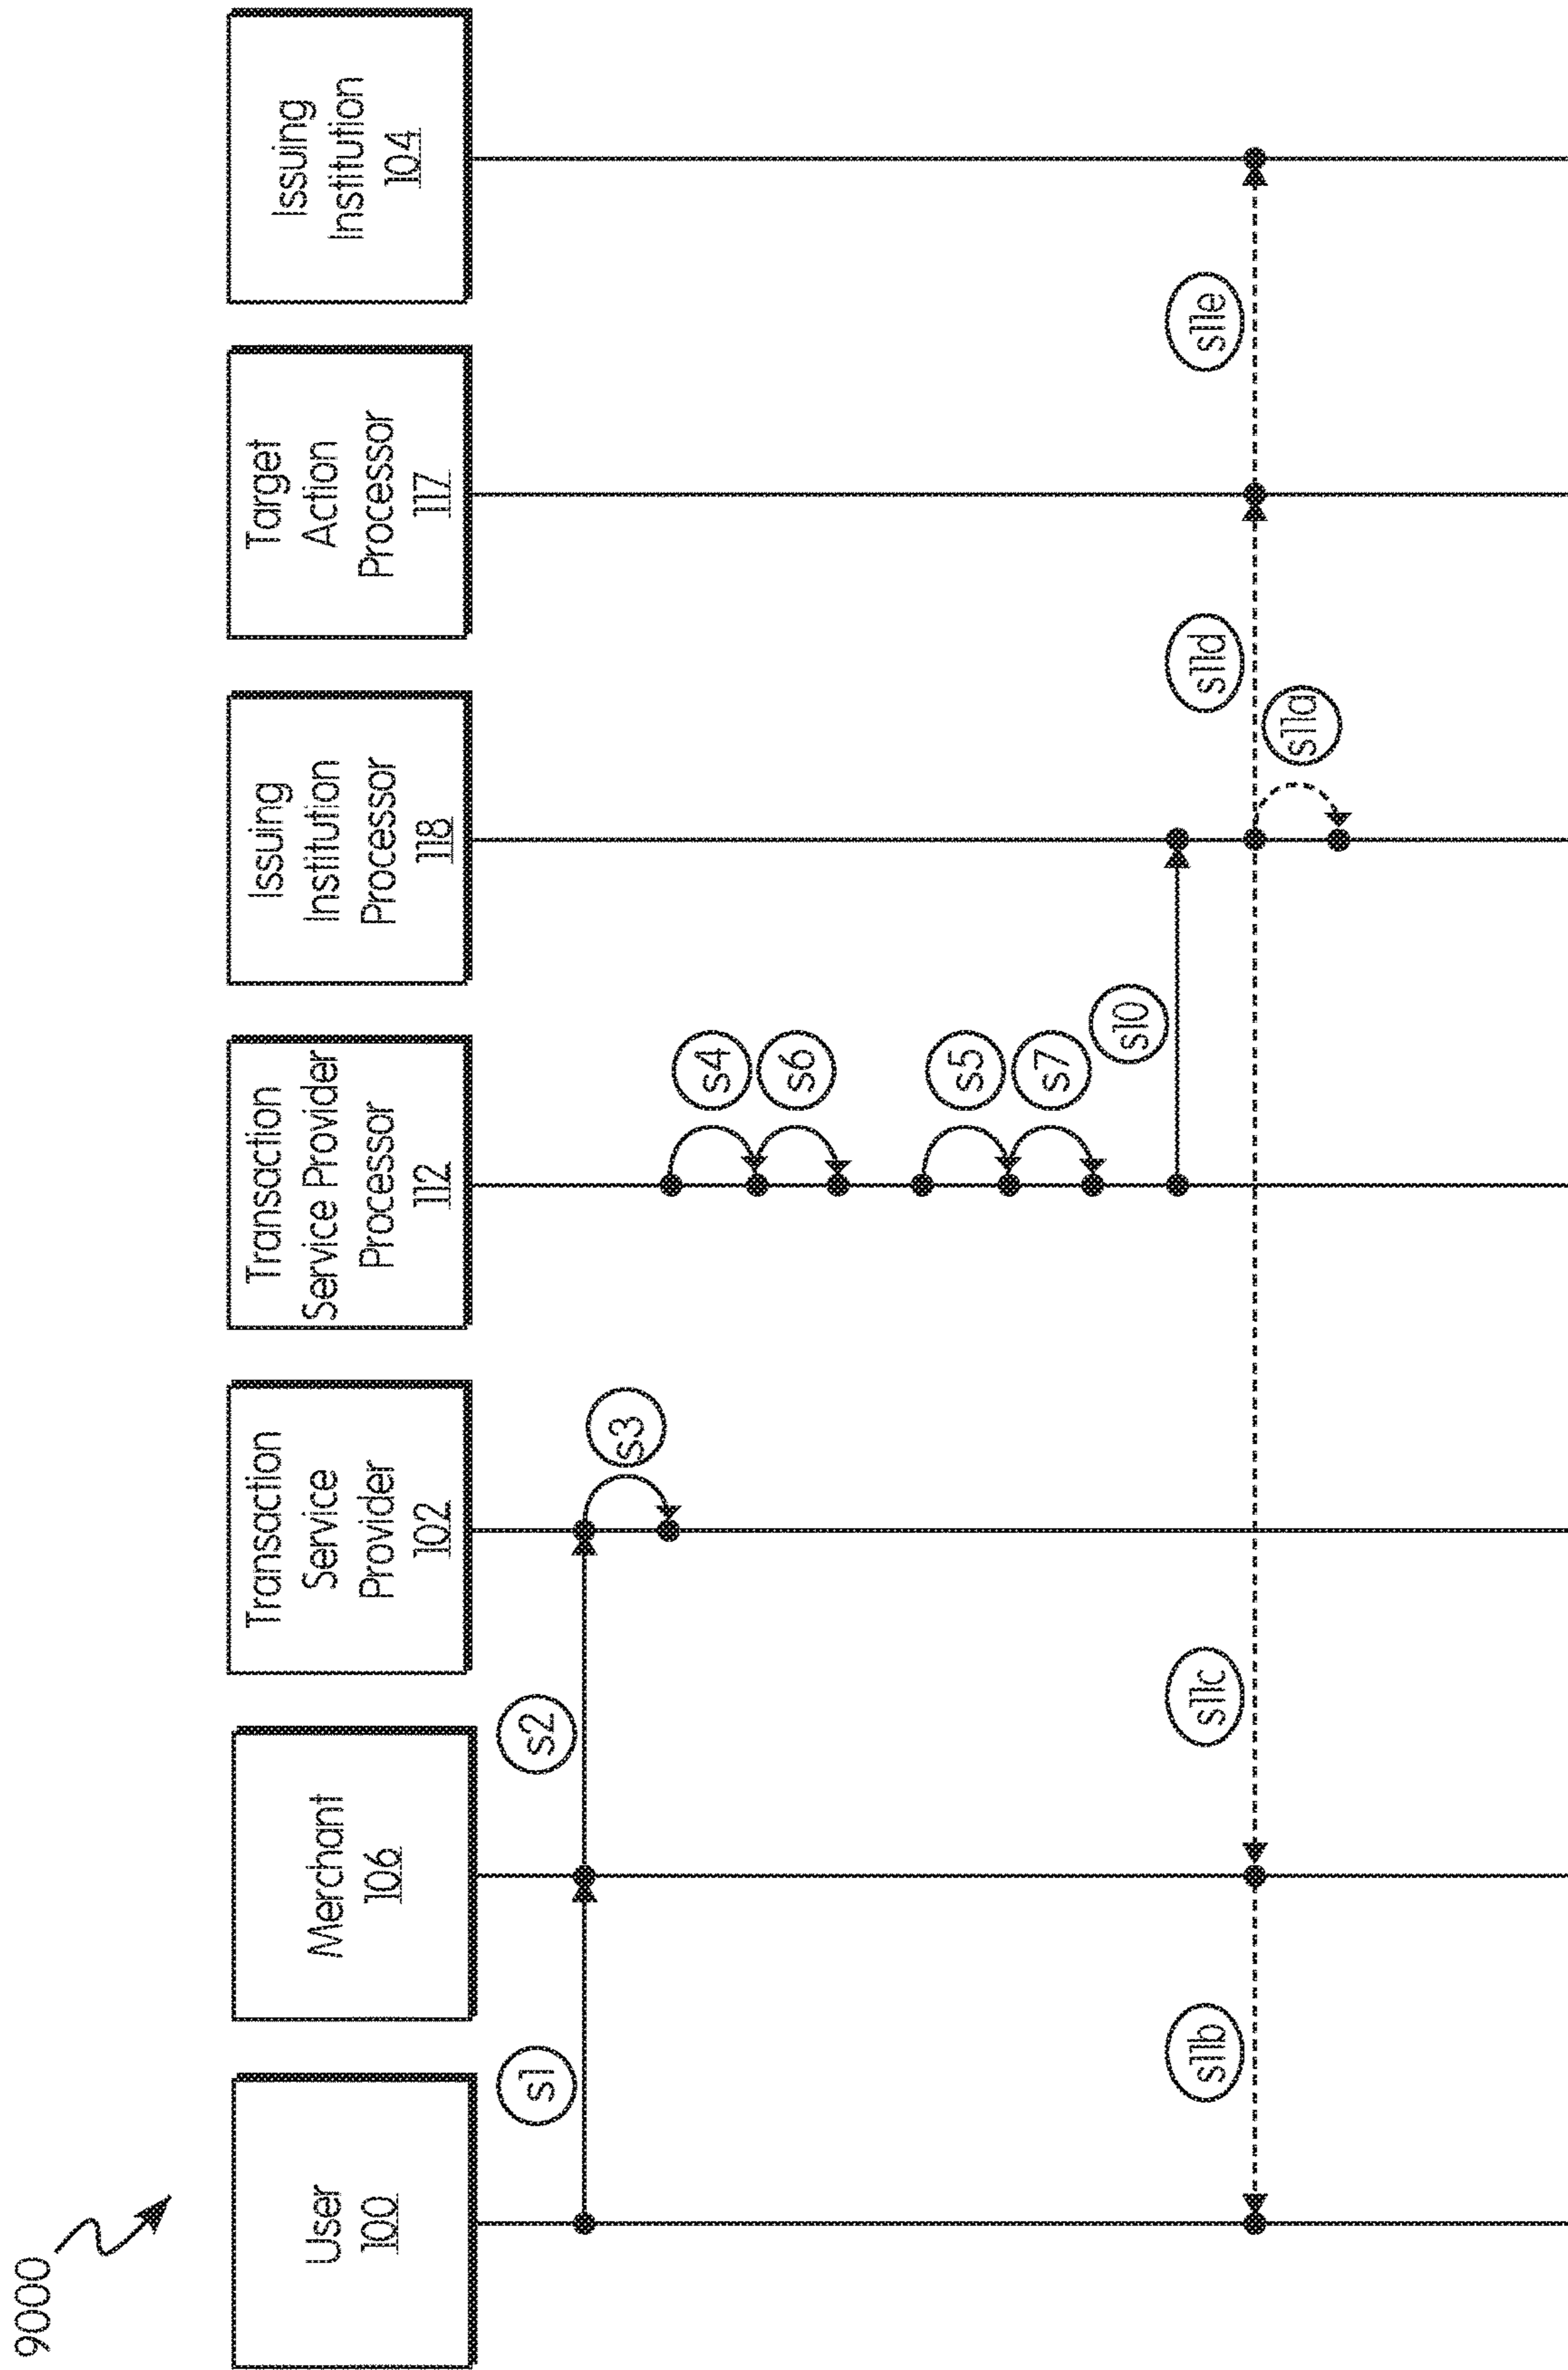 9000
User
100
Merchant
106
Transaction
Service
Provider
102
Transaction
Service Provider
Processor
112
Issuing
Institution
Processor
118
Target
Action
Processor
117
Issuing
Institution
104
s1
s2
s3
s4
s6
s5
s7
s10
s11b
s11c
s11d
s11e
s11a